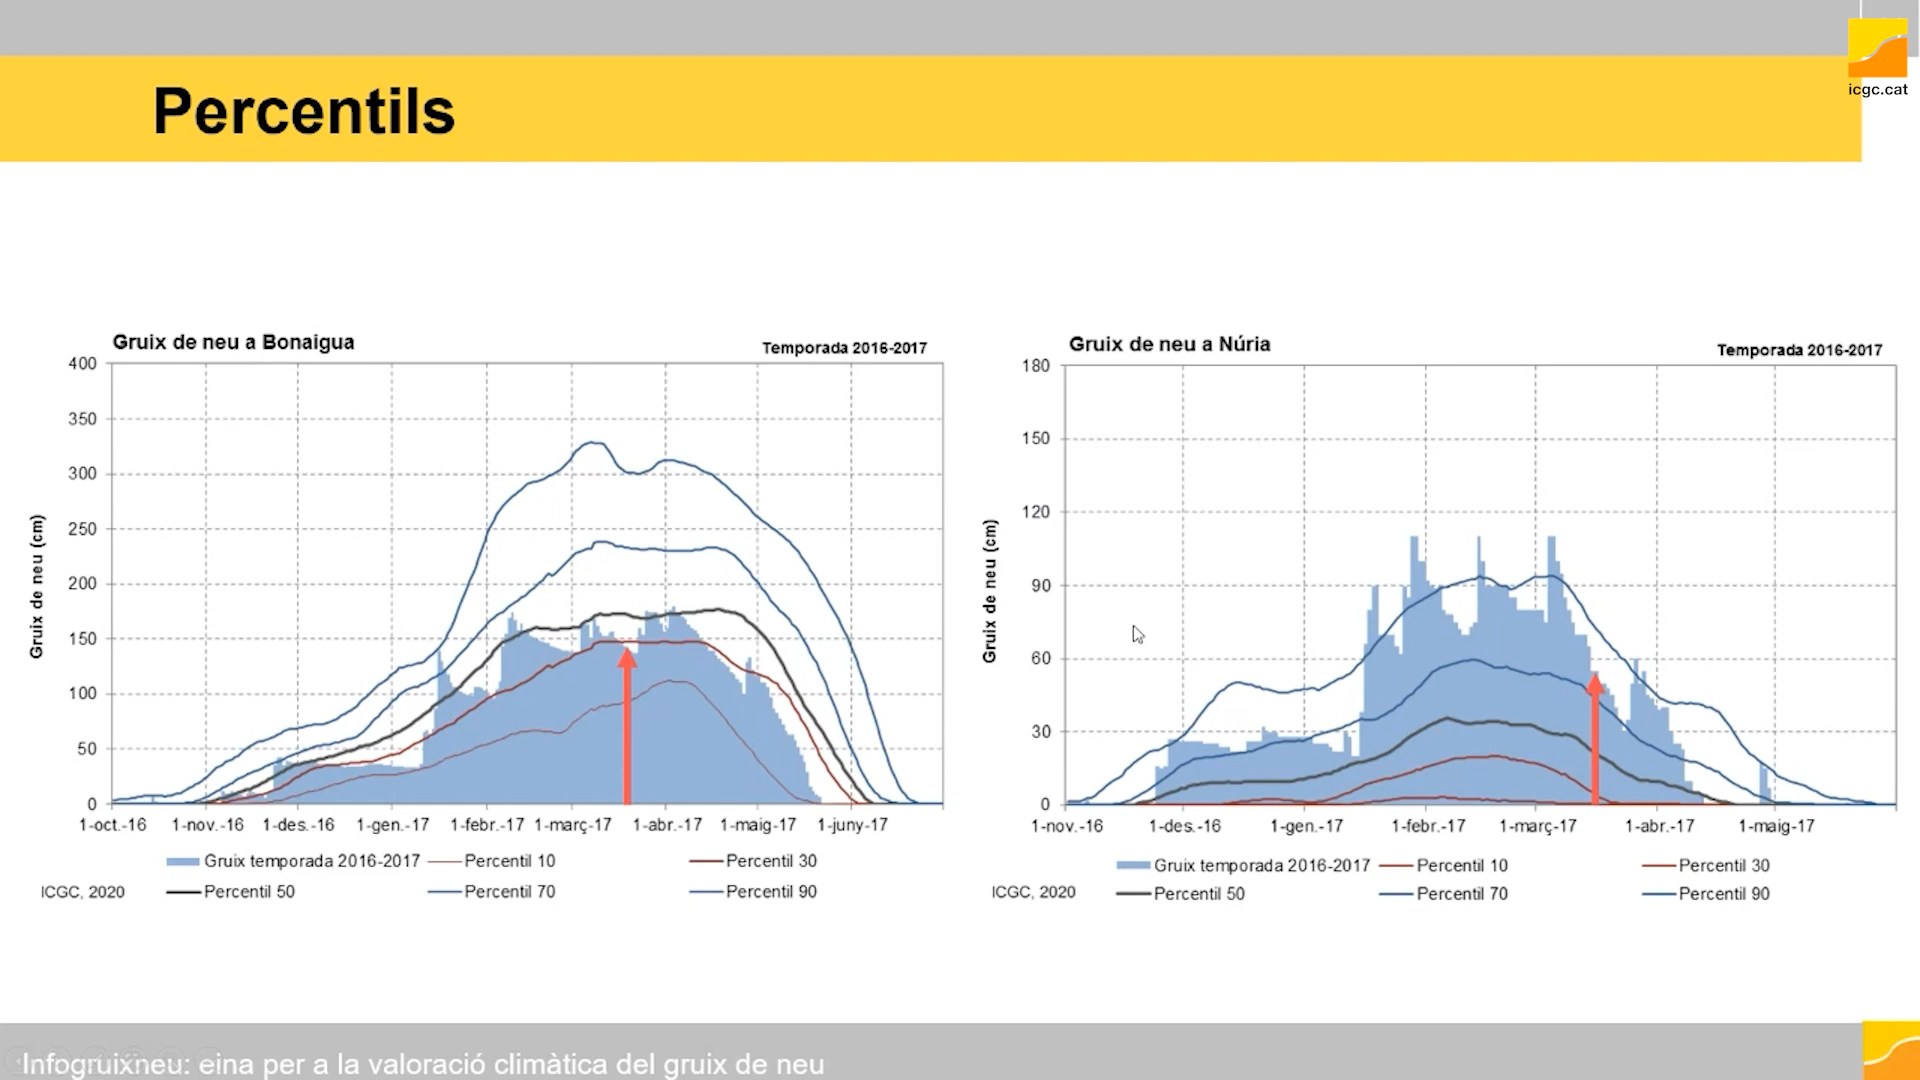 icgc.cat
Percentils
Gruix de neu a Bonaigua
Temporada 2016-2017
400
350
300
250
200
150
100
50
0
Gruix de neu (cm)
1-oct.-16 1-nov.-16 1-des.-16 1-gen.-17 1-febr.-17 1-març-17 1-abr.-17 1-maig-17 1-juny-17
Gruix temporada 2016-2017 Percentil 10 Percentil 30
ICGC, 2020 Percentil 50 Percentil 70 Percentil 90
Gruix de neu a Núria
Temporada 2016-2017
180
150
120
90
60
30
0
Gruix de neu (cm)
1-nov.-16 1-des.-16 1-gen.-17 1-febr.-17 1-març-17 1-abr.-17 1-maig-17
Gruix temporada 2016-2017 Percentil 10 Percentil 30
ICGC, 2020 Percentil 50 Percentil 70 Percentil 90
Infogruixneu: eina per a la valoració climàtica del gruix de neu